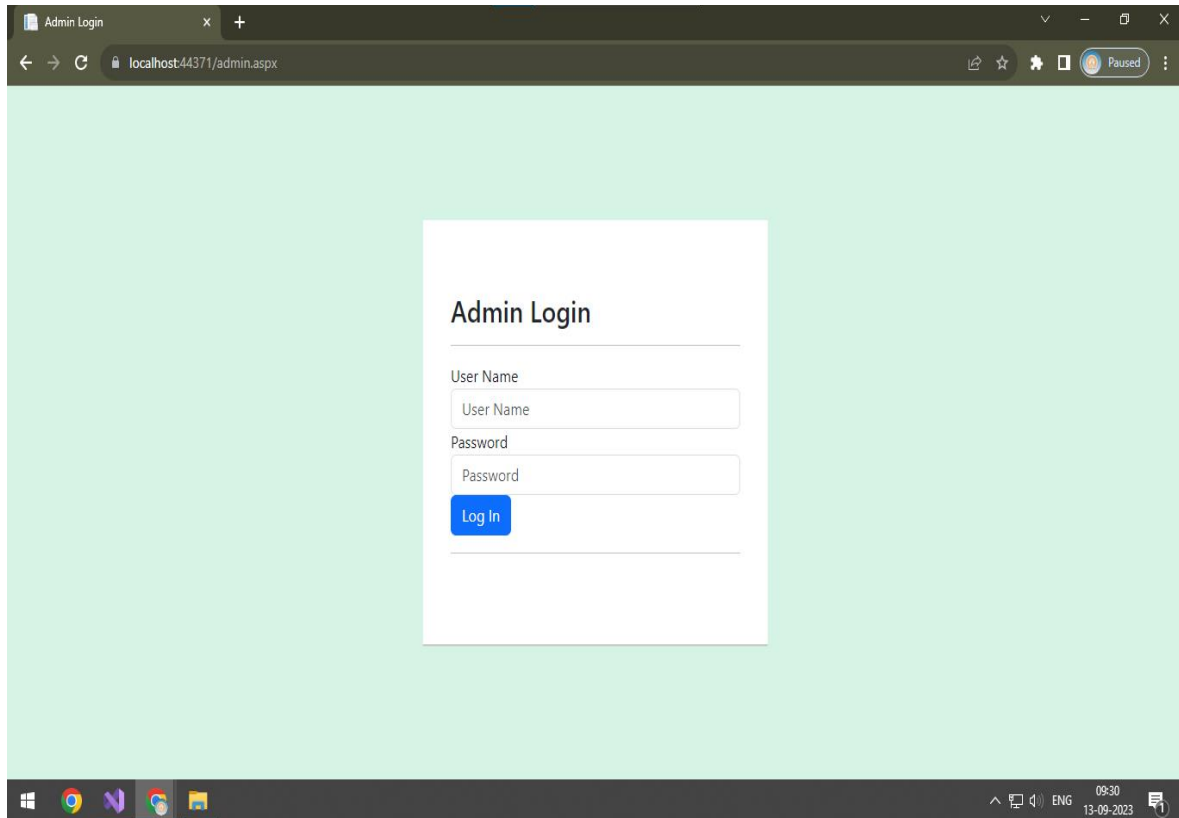 Admin Login
localhost:44371/admin.aspx
Paused
Admin Login
User Name
User Name
Password
Password
Log In
ENG
09:30
13-09-2023
1